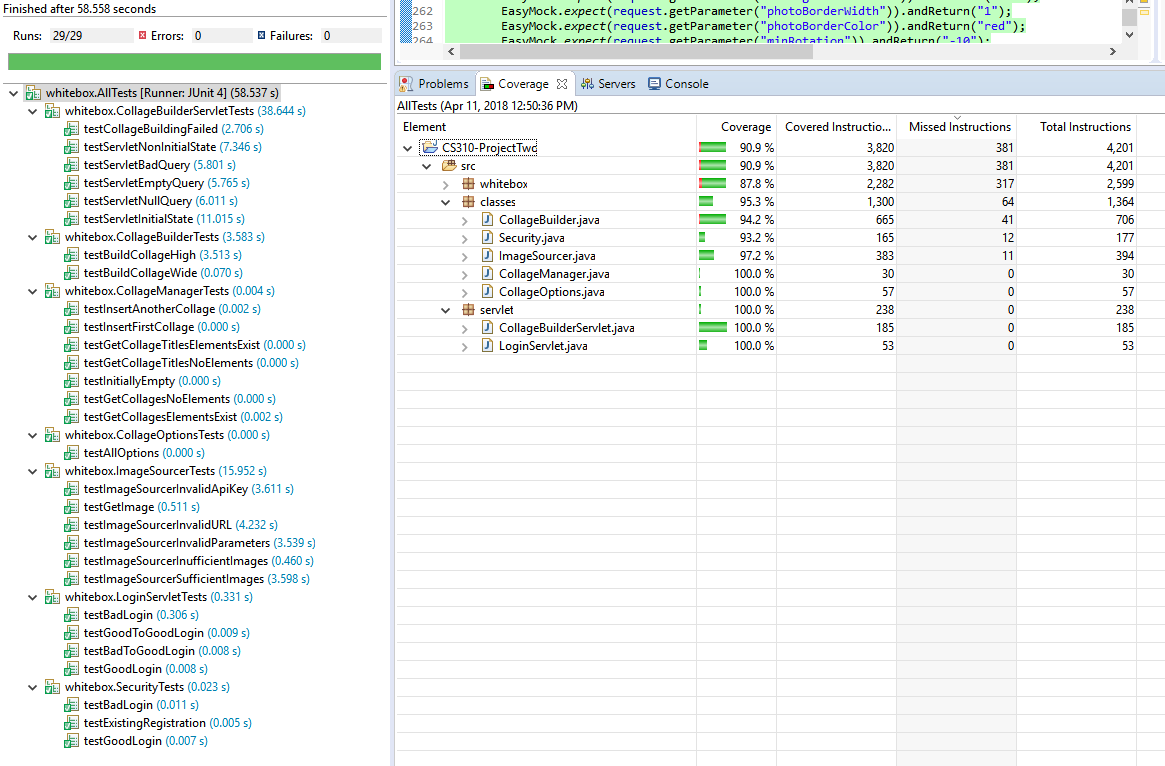 Finished after 58.558 seconds
Runs: 29/29 Errors: 0 Failures: 0
whitebox.AllTests [Runner: JUnit 4] (58.537 s)
whitebox.CollageBuilderServletTests (38.644 s)
testCollageBuildingFailed (2.706 s)
testServletNonInitialState (7.346 s)
testServletBadQuery (5.801 s)
testServletEmptyQuery (5.765 s)
testServletNullQuery (6.011 s)
testServletInitialState (11.015 s)
whitebox.CollageBuilderTests (3.583 s)
testBuildCollageHigh (3.513 s)
testBuildCollageWide (0.070 s)
whitebox.CollageManagerTests (0.004 s)
testInsertAnotherCollage (0.002 s)
testInsertFirstCollage (0.000 s)
testGetCollageTitlesElementsExist (0.000 s)
testGetCollageTitlesNoElements (0.000 s)
testInitiallyEmpty (0.000 s)
testGetCollagesNoElements (0.000 s)
testGetCollagesElementsExist (0.002 s)
whitebox.CollageOptionsTests (0.000 s)
testAllOptions (0.000 s)
whitebox.ImageSourcerTests (15.952 s)
testImageSourcerInvalidApiKey (3.611 s)
testGetImage (0.511 s)
testImageSourcerInvalidURL (4.232 s)
testImageSourcerInvalidParameters (3.539 s)
testImageSourcerInufficientImages (0.460 s)
testImageSourcerSufficientImages (3.598 s)
whitebox.LoginServletTests (0.331 s)
testBadLogin (0.306 s)
testGoodToGoodLogin (0.009 s)
testBadToGoodLogin (0.008 s)
testGoodLogin (0.008 s)
whitebox.SecurityTests (0.023 s)
testBadLogin (0.011 s)
testExistingRegistration (0.005 s)
testGoodLogin (0.007 s)
262 EasyMock.expect(request.getParameter("photoBorderWidth")).andReturn("1");
263 EasyMock.expect(request.getParameter("photoBorderColor")).andReturn("red");
264 EasyMock.expect(request.getParameter("minRotation")).andReturn("-10");
Problems Coverage Servers Console
AllTests (Apr 11, 2018 12:50:36 PM)
Element Coverage Covered Instructio... Missed Instructions Total Instructions
CS310-ProjectTwo 90.9 % 3,820 381 4,201
src 90.9 % 3,820 381 4,201
whitebox 87.8 % 2,282 317 2,599
classes 95.3 % 1,300 64 1,364
CollageBuilder.java 94.2 % 665 41 706
Security.java 93.2 % 165 12 177
ImageSourcer.java 97.2 % 383 11 394
CollageManager.java 100.0 % 30 0 30
CollageOptions.java 100.0 % 57 0 57
servlet 100.0 % 238 0 238
CollageBuilderServlet.java 100.0 % 185 0 185
LoginServlet.java 100.0 % 53 0 53